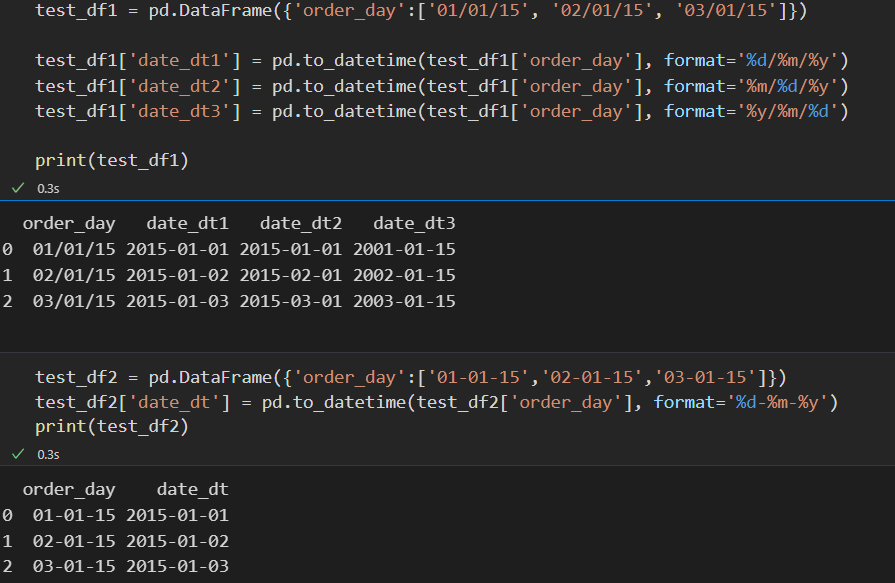 test_df1 = pd.DataFrame({'order_day':['01/01/15', '02/01/15', '03/01/15']})
test_df1['date_dt1'] = pd.to_datetime(test_df1['order_day'], format='%d/%m/%y')
test_df1['date_dt2'] = pd.to_datetime(test_df1['order_day'], format='%m/%d/%y')
test_df1['date_dt3'] = pd.to_datetime(test_df1['order_day'], format='%y/%m/%d')
print(test_df1)
✓ 0.3s
order_day date_dt1 date_dt2 date_dt3
0 01/01/15 2015-01-01 2015-01-01 2001-01-15
1 02/01/15 2015-01-02 2015-02-01 2002-01-15
2 03/01/15 2015-01-03 2015-03-01 2003-01-15
test_df2 = pd.DataFrame({'order_day':['01-01-15','02-01-15','03-01-15']})
test_df2['date_dt'] = pd.to_datetime(test_df2['order_day'], format='%d-%m-%y')
print(test_df2)
✓ 0.3s
order_day date_dt
0 01-01-15 2015-01-01
1 02-01-15 2015-01-02
2 03-01-15 2015-01-03